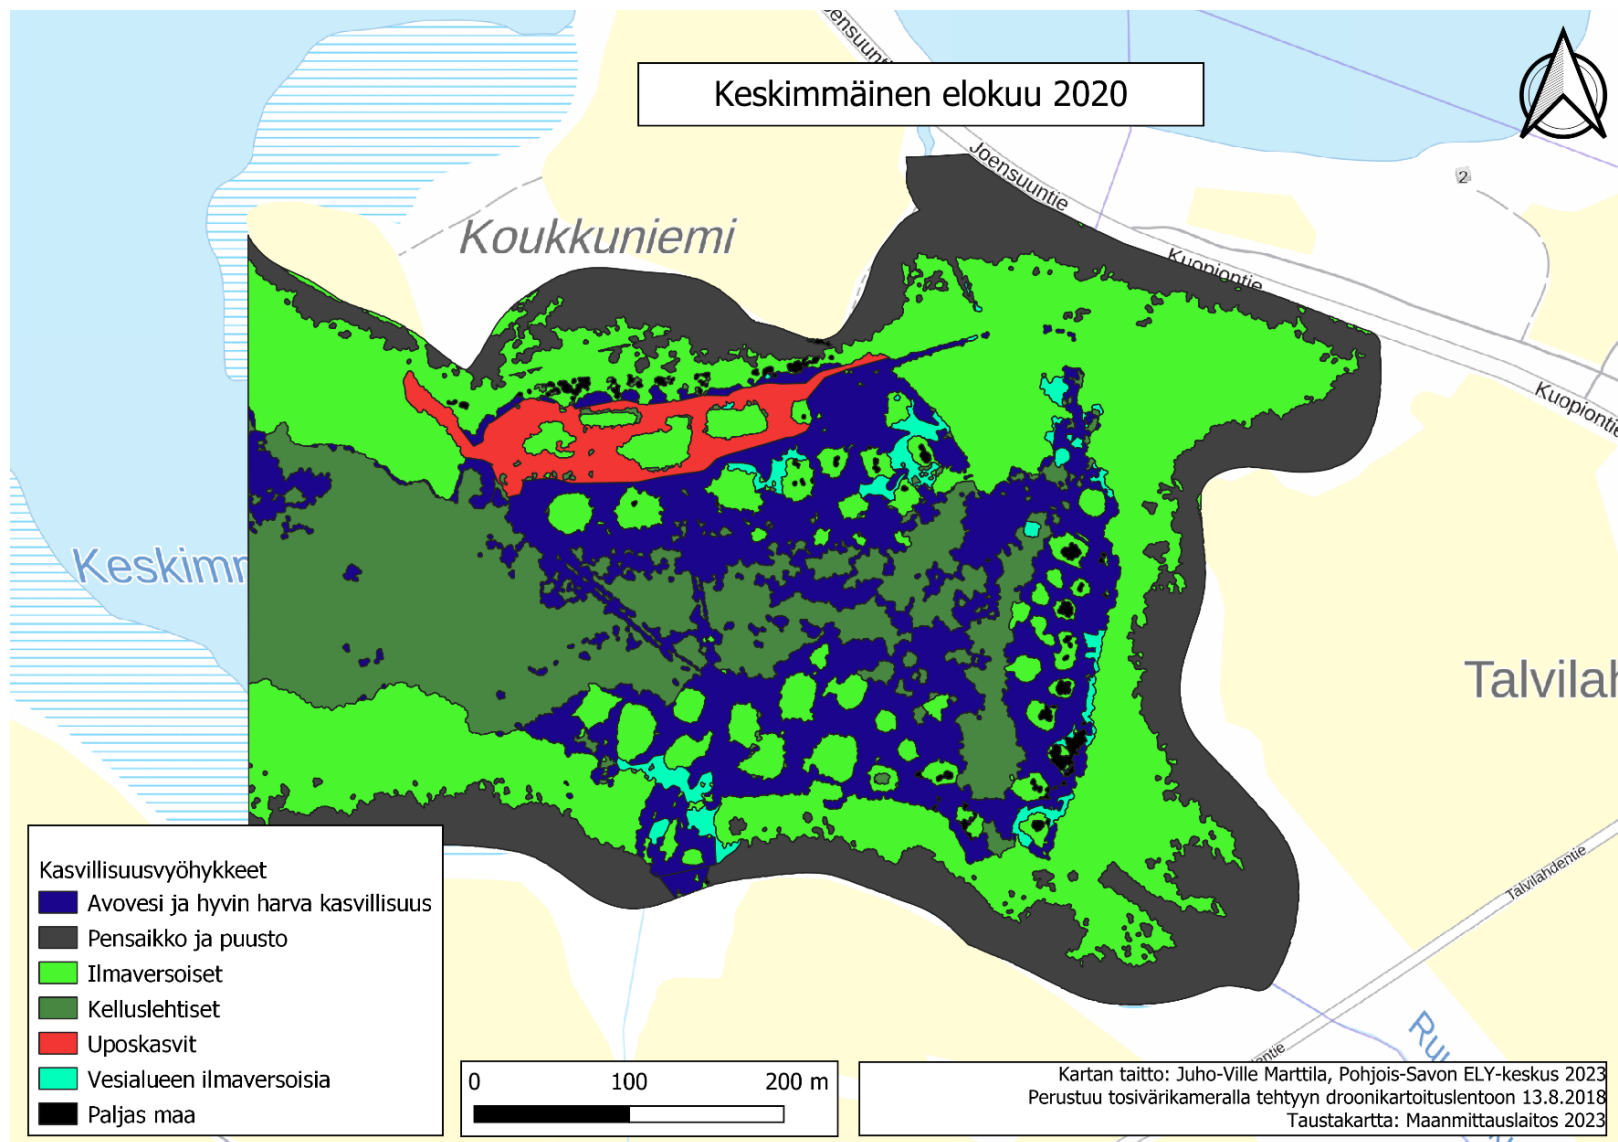 Joensuunt
Keskimmäinen elokuu 2020
Joensuuntie
2
Koukkuniemi
Kuopiontie
Kuopiontie
Keskimm
Talvilah
Kasvillisuusvyöhykkeet
Avovesi ja hyvin harva kasvillisuus
Pensaikko ja puusto
Ilmaversoiset
Kelluslehtiset
Uposkasvit
Vesialueen ilmaversoisia
Paljas maa
Talvilahdentie
0 100 200 m
Kartan taitto: Juho-Ville Marttila, Pohjois-Savon ELY-keskus 2023
Perustuu tosivärikameralla tehtyyn droonikartoituslentoon 13.8.2018
Taustakartta: Maanmittauslaitos 2023